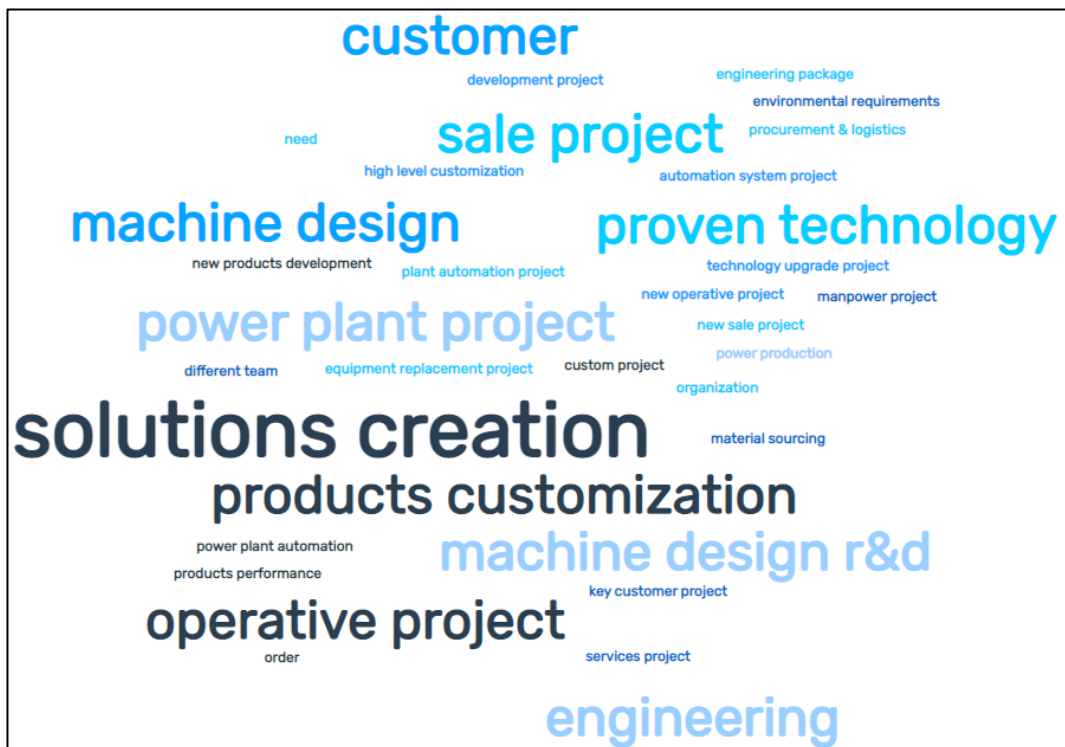 customer
development project
engineering package
environmental requirements
sale project
procurement & logistics
need
high level customization
automation system project
machine design
proven technology
new products development
plant automation project
technology upgrade project
new operative project
manpower project
power plant project
new sale project
power production
different team
equipment replacement project
custom project
organization
solutions creation
material sourcing
products customization
power plant automation
machine design r&d
products performance
key customer project
operative project
order
services project
engineering